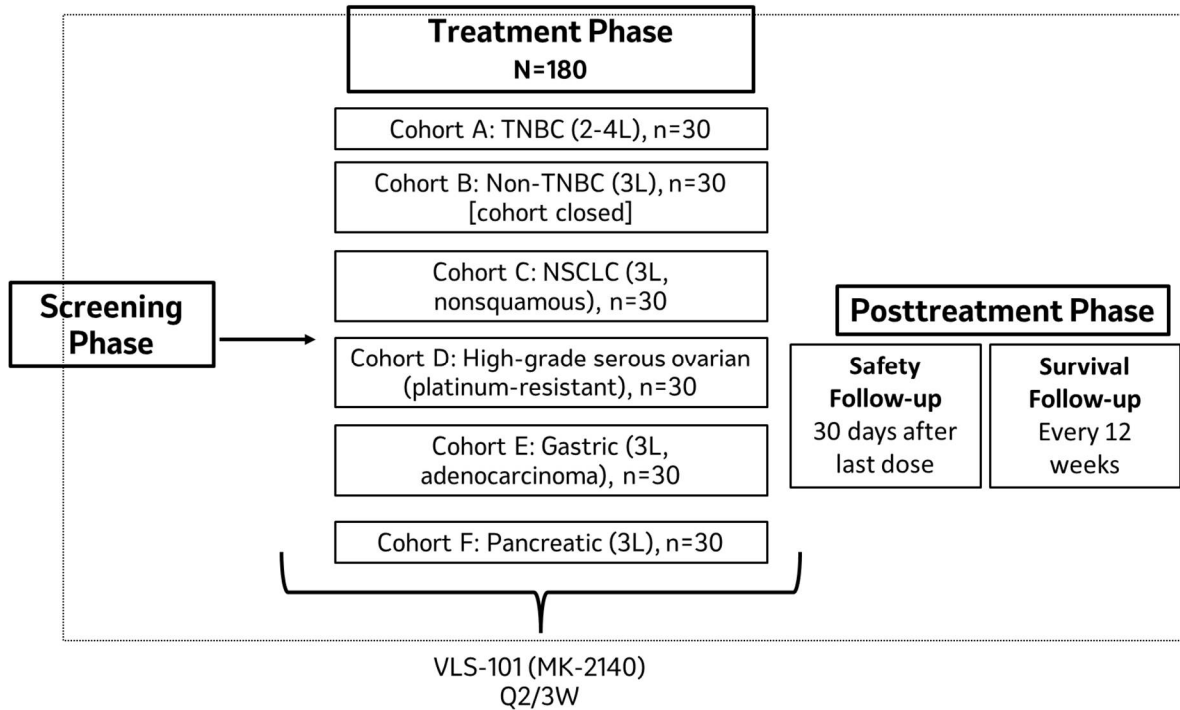 Treatment Phase
N=180
Cohort A: TNBC (2-4L), n=30
Cohort B: Non-TNBC (3L), n=30
[cohort closed]
Cohort C: NSCLC (3L,
nonsquamous), n=30
Screening
Phase
Cohort D: High-grade serous ovarian
(platinum-resistant), n=30
Cohort E: Gastric (3L,
adenocarcinoma), n=30
Cohort F: Pancreatic (3L), n=30
Posttreatment Phase
Safety
Follow-up
30 days after
last dose
Survival
Follow-up
Every 12
weeks
VLS-101 (MK-2140)
Q2/3W